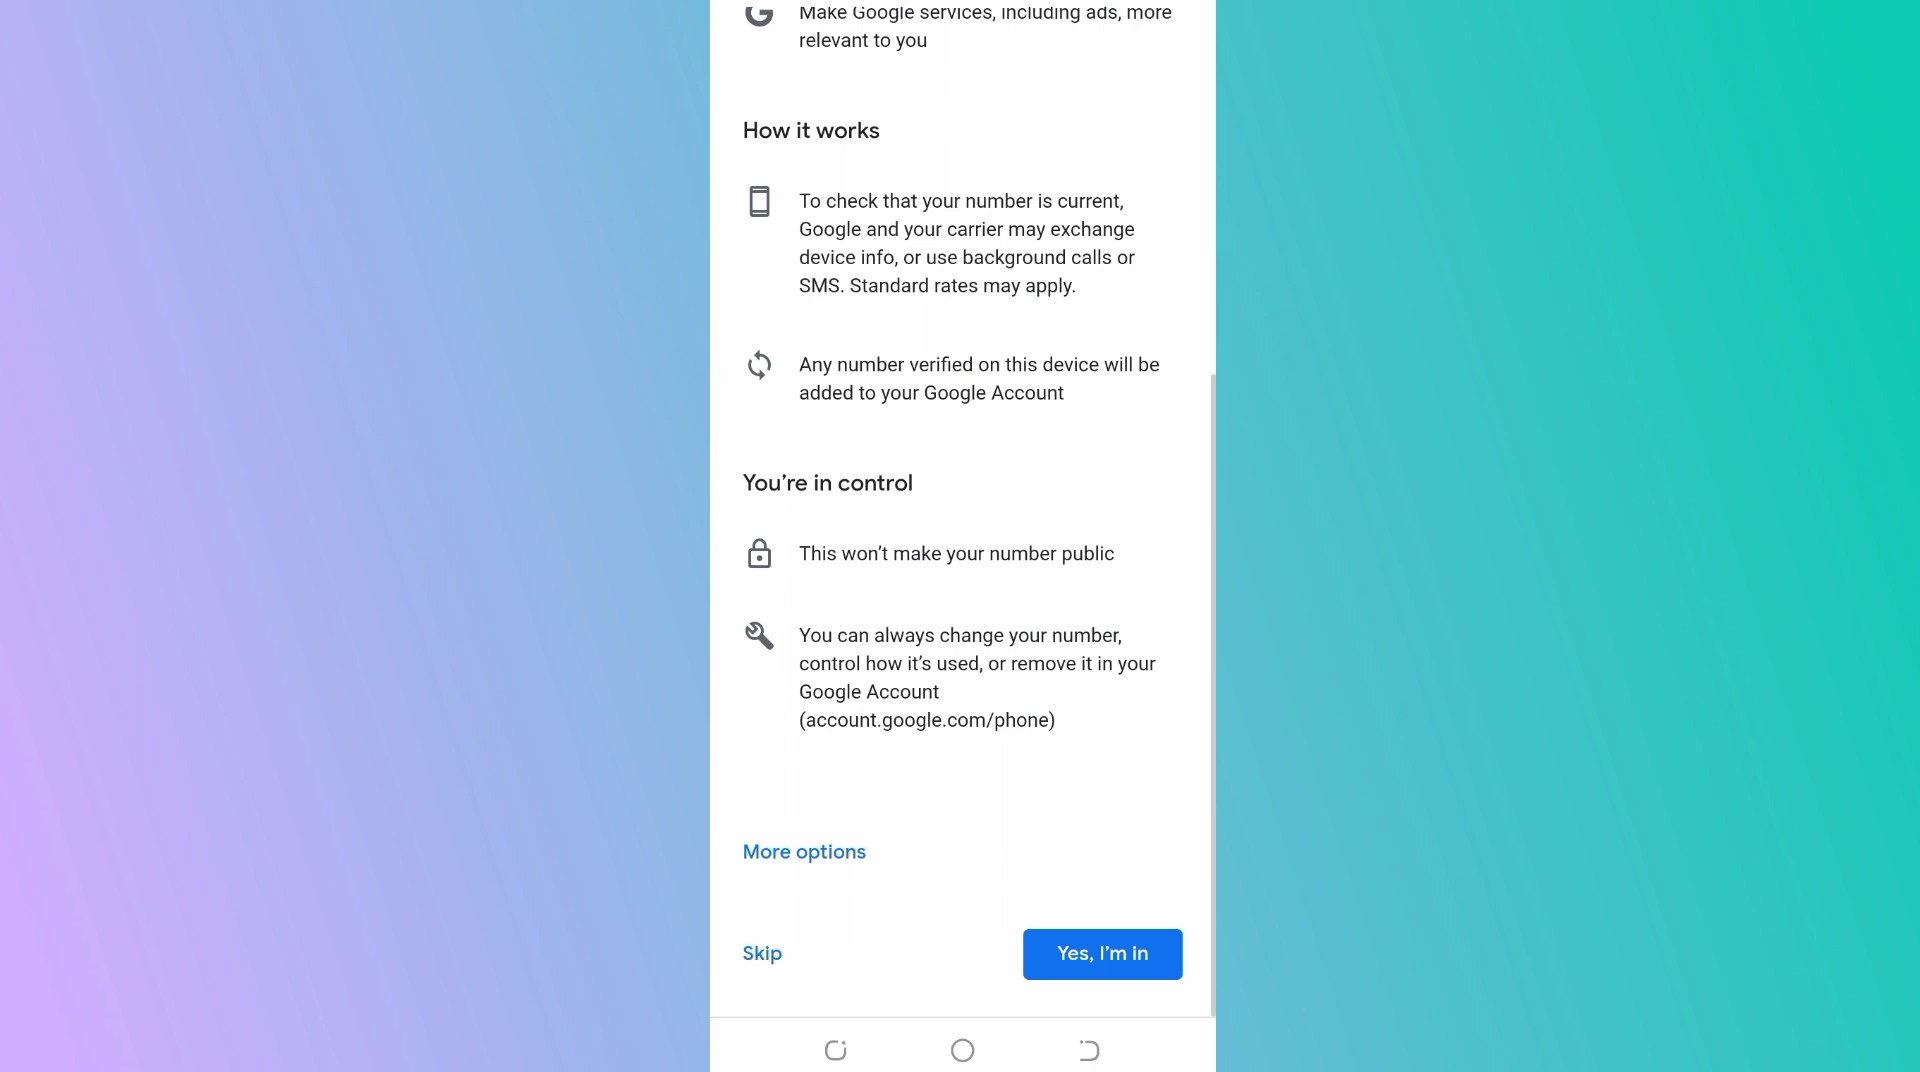 Make Google services, including ads, more
relevant to you
How it works
To check that your number is current,
Google and your carrier may exchange
device info, or use background calls or
SMS. Standard rates may apply.
Any number verified on this device will be
added to your Google Account
You’re in control
This won’t make your number public
You can always change your number,
control how it’s used, or remove it in your
Google Account
(account.google.com/phone)
More options
Skip
Yes, I’m in